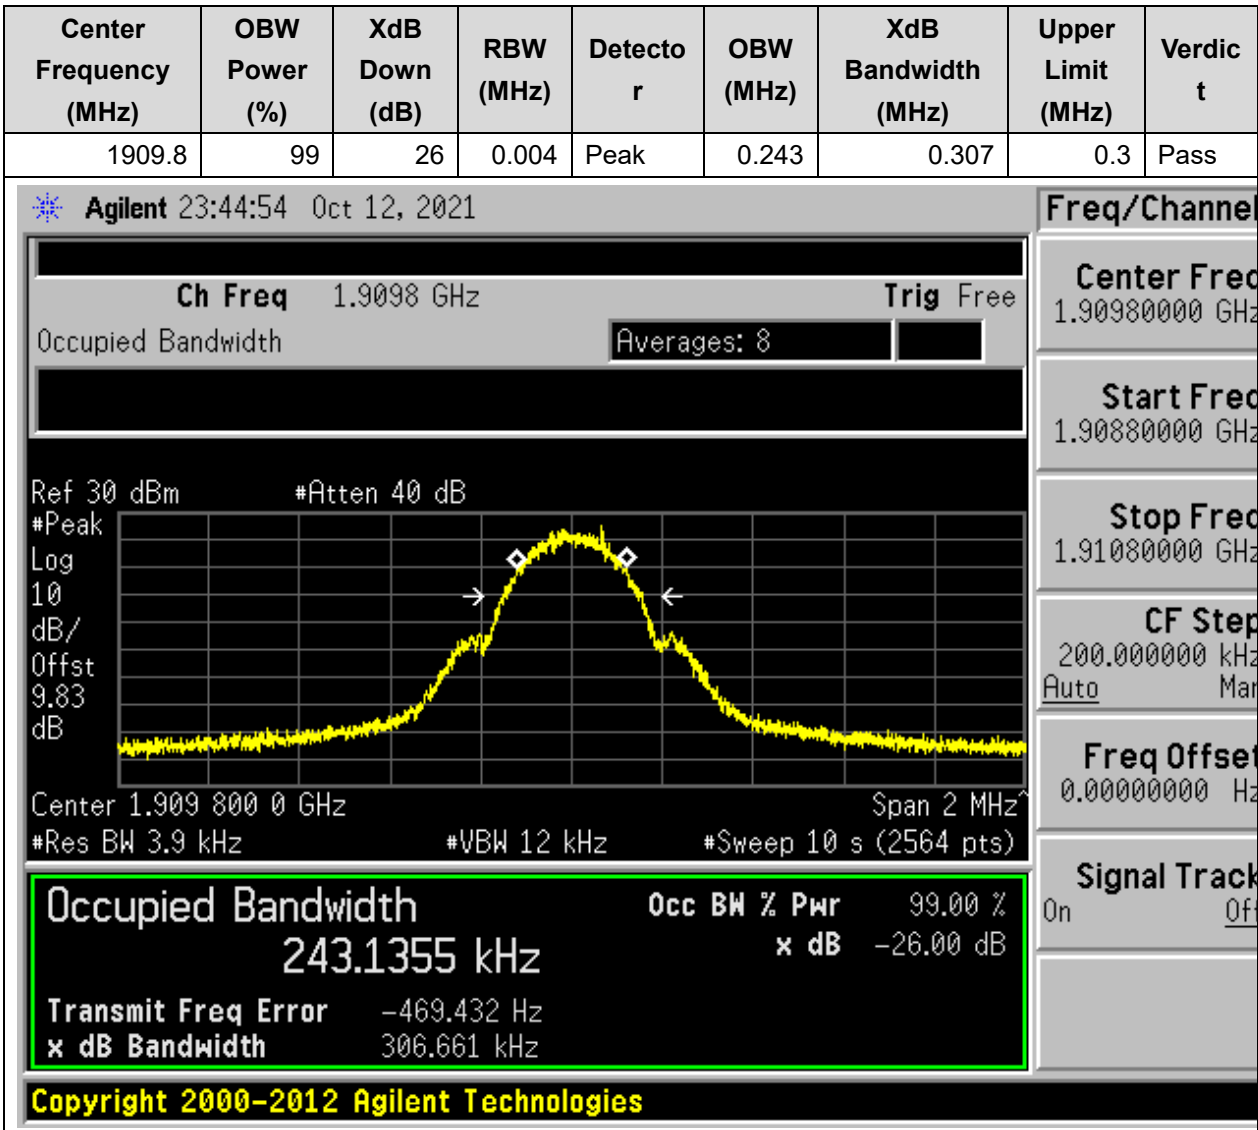 Center Frequency (MHz) OBW Power (%) XdB Down (dB) RBW (MHz) Detecto r OBW (MHz) XdB Bandwidth (MHz) Upper Limit (MHz) Verdic t
1909.8 99 26 0.004 Peak 0.243 0.307 0.3 Pass
Agilent 23:44:54 Oct 12, 2021
Freq/Channel
Ch Freq 1.9098 GHz Trig Free
Occupied Bandwidth Averages: 8
Center Freq
1.90980000 GHz
Start Freq
1.90880000 GHz
Stop Freq
1.91080000 GHz
CF Step
200.000000 kHz
Auto Man
Freq Offset
0.00000000 Hz
Signal Track
On Off
Ref 30 dBm #Atten 40 dB
#Peak
Log
10
dB/
Offst
9.83
dB
Center 1.909 800 0 GHz Span 2 MHz^
#Res BW 3.9 kHz #VBW 12 kHz #Sweep 10 s (2564 pts)
Occupied Bandwidth Occ BW % Pwr 99.00 %
243.1355 kHz x dB -26.00 dB
Transmit Freq Error -469.432 Hz
x dB Bandwidth 306.661 kHz
Copyright 2000-2012 Agilent Technologies